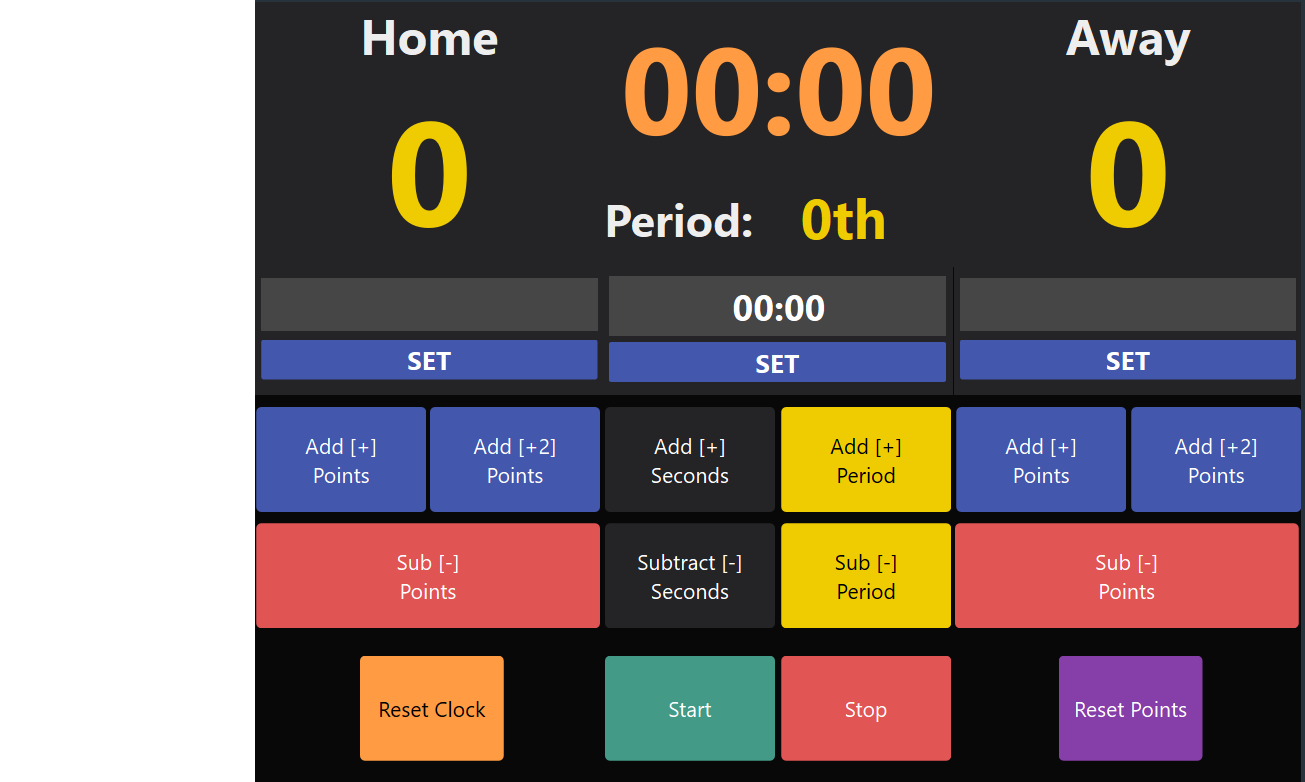 Home
00:00
Away
0
0
Period: 0th
00:00
SET
SET
SET
Add [+]
Points
Add [+2]
Points
Add [+]
Seconds
Add [+]
Period
Add [+]
Points
Add [+2]
Points
Sub [-]
Points
Subtract [-]
Seconds
Sub [-]
Period
Sub [-]
Points
Reset Clock
Start
Stop
Reset Points